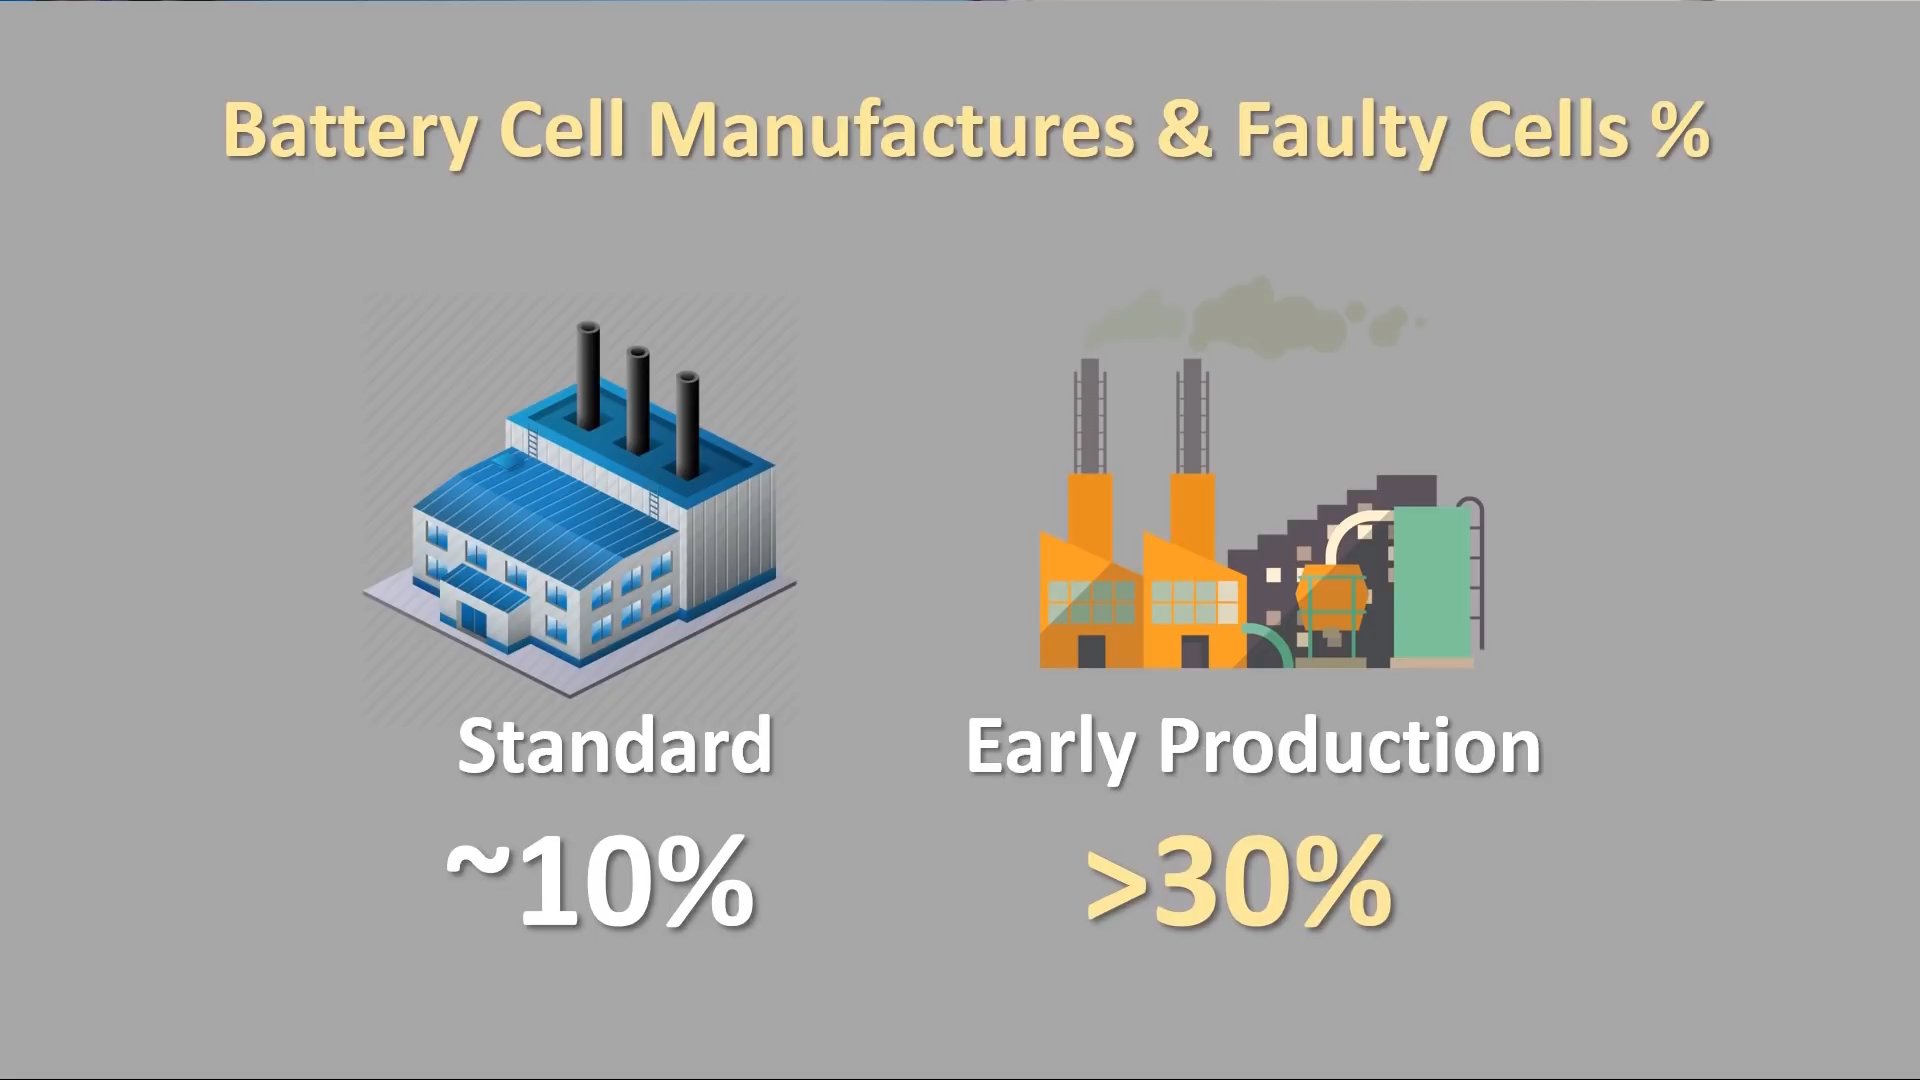 Battery Cell Manufactures & Faulty Cells %
Standard
Early Production
~10%
>30%